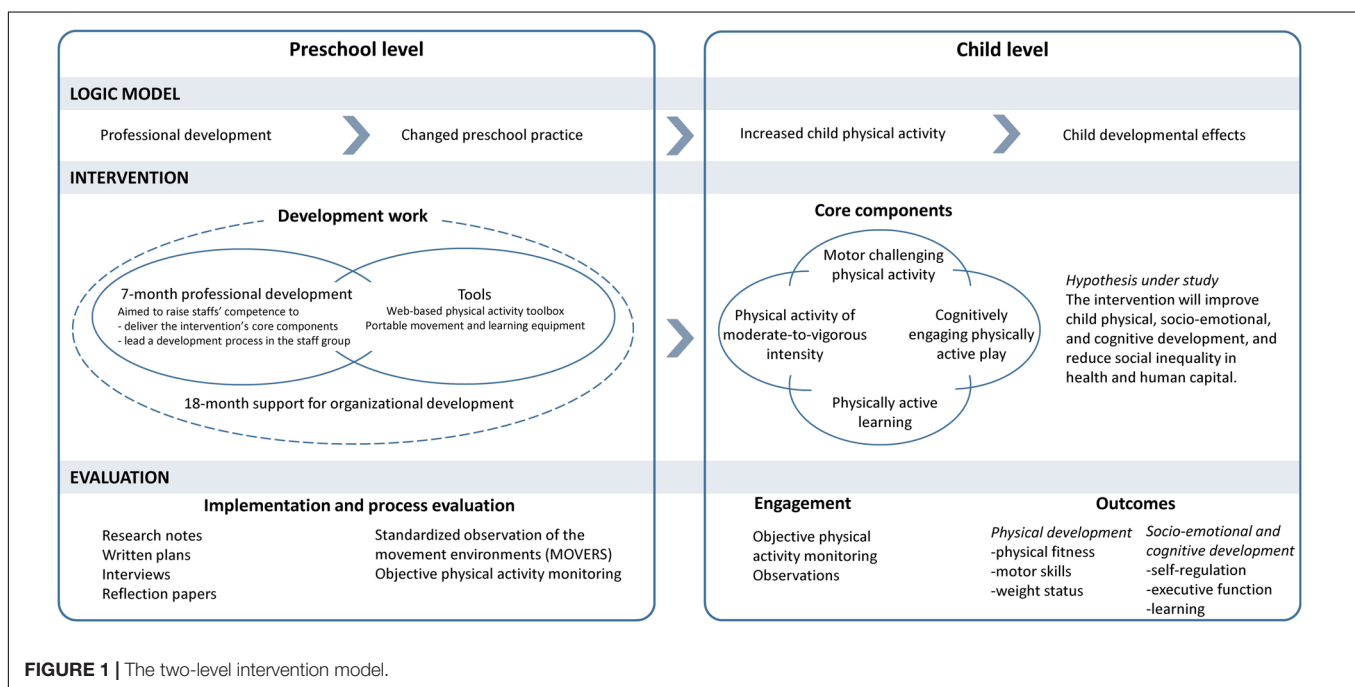 Preschool level
Child level
LOGIC MODEL
Professional development
Changed preschool practice
Increased child physical activity
Child developmental effects
INTERVENTION
Development work
7-month professional development
Aimed to raise staffs' competence to
- deliver the intervention's core components
- lead a development process in the staff group
Tools
Web-based physical activity toolbox
Portable movement and learning equipment
18-month support for organizational development
Core components
Motor challenging
physical activity
Physical activity of
moderate-to-vigorous
intensity
Cognitively
engaging physically
active play
Physically active
learning
Hypothesis under study
The intervention will improve
child physical, socio-emotional,
and cognitive development, and
reduce social inequality in
health and human capital.
EVALUATION
Implementation and process evaluation
Research notes
Written plans
Interviews
Reflection papers
Standardized observation of the
movement environments (MOVERS)
Objective physical activity monitoring
Engagement
Objective physical
activity monitoring
Observations
Outcomes
Physical development
-physical fitness
-motor skills
-weight status
Socio-emotional and
cognitive development
-self-regulation
-executive function
-learning
FIGURE 1 | The two-level intervention model.